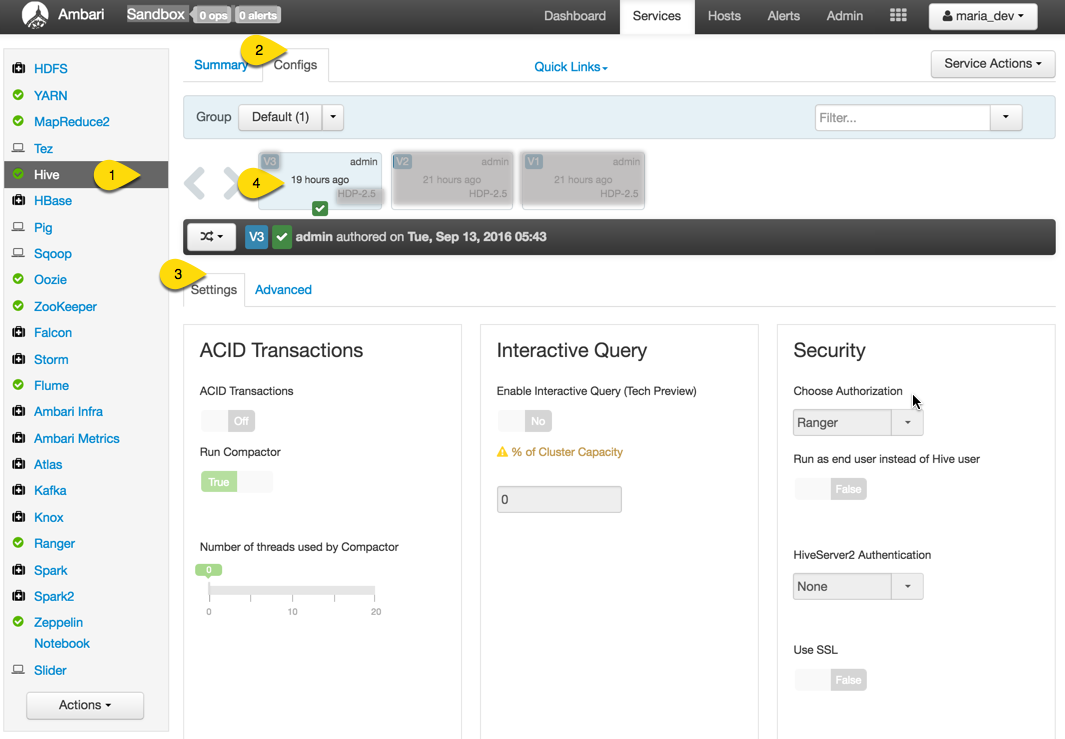 Ambari Sandbox 0 ops 0 alerts Dashboard Services Hosts Alerts Admin maria_dev
HDFS
YARN
MapReduce2
Tez
Hive 1
HBase
Pig
Sqoop
Oozie
ZooKeeper
Falcon
Storm
Flume
Ambari Infra
Ambari Metrics
Atlas
Kafka
Knox
Ranger
Spark
Spark2
Zeppelin
Notebook
Slider
Actions
2
Summary Configs Quick Links Service Actions
Group Default (1) Filter...
V3 admin
4 19 hours ago
HDP-2.5
V2 admin
21 hours ago
HDP-2.5
V1 admin
21 hours ago
HDP-2.5
V3 admin authored on Tue, Sep 13, 2016 05:43
3
Settings Advanced
ACID Transactions
ACID Transactions
Off
Run Compactor
True
Number of threads used by Compactor
0
0 10 20
Interactive Query
Enable Interactive Query (Tech Preview)
No
% of Cluster Capacity
0
Security
Choose Authorization
Ranger
Run as end user instead of Hive user
False
HiveServer2 Authentication
None
Use SSL
False